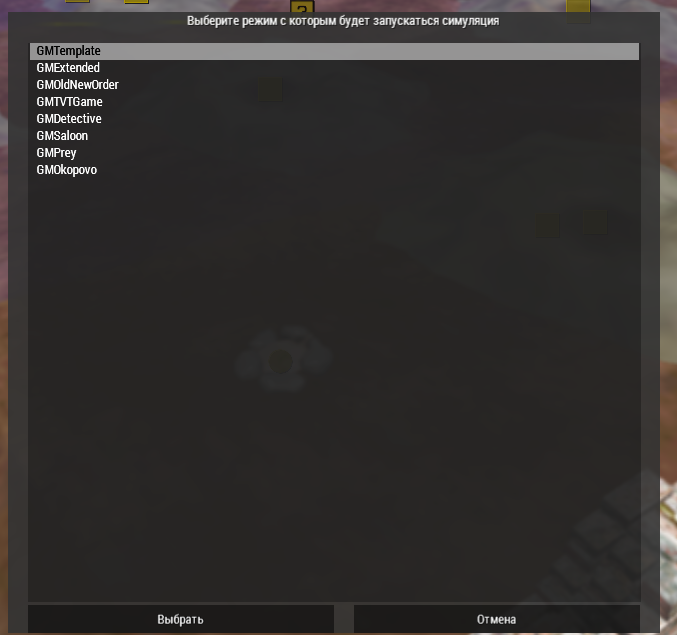 Выберите режим с которым будет запускаться симуляция
GMTemplate
GMExtended
GMOldNewOrder
GMTVTGame
GMDetective
GMSaloon
GMPrey
GMOkopovo
Выбрать
Отмена